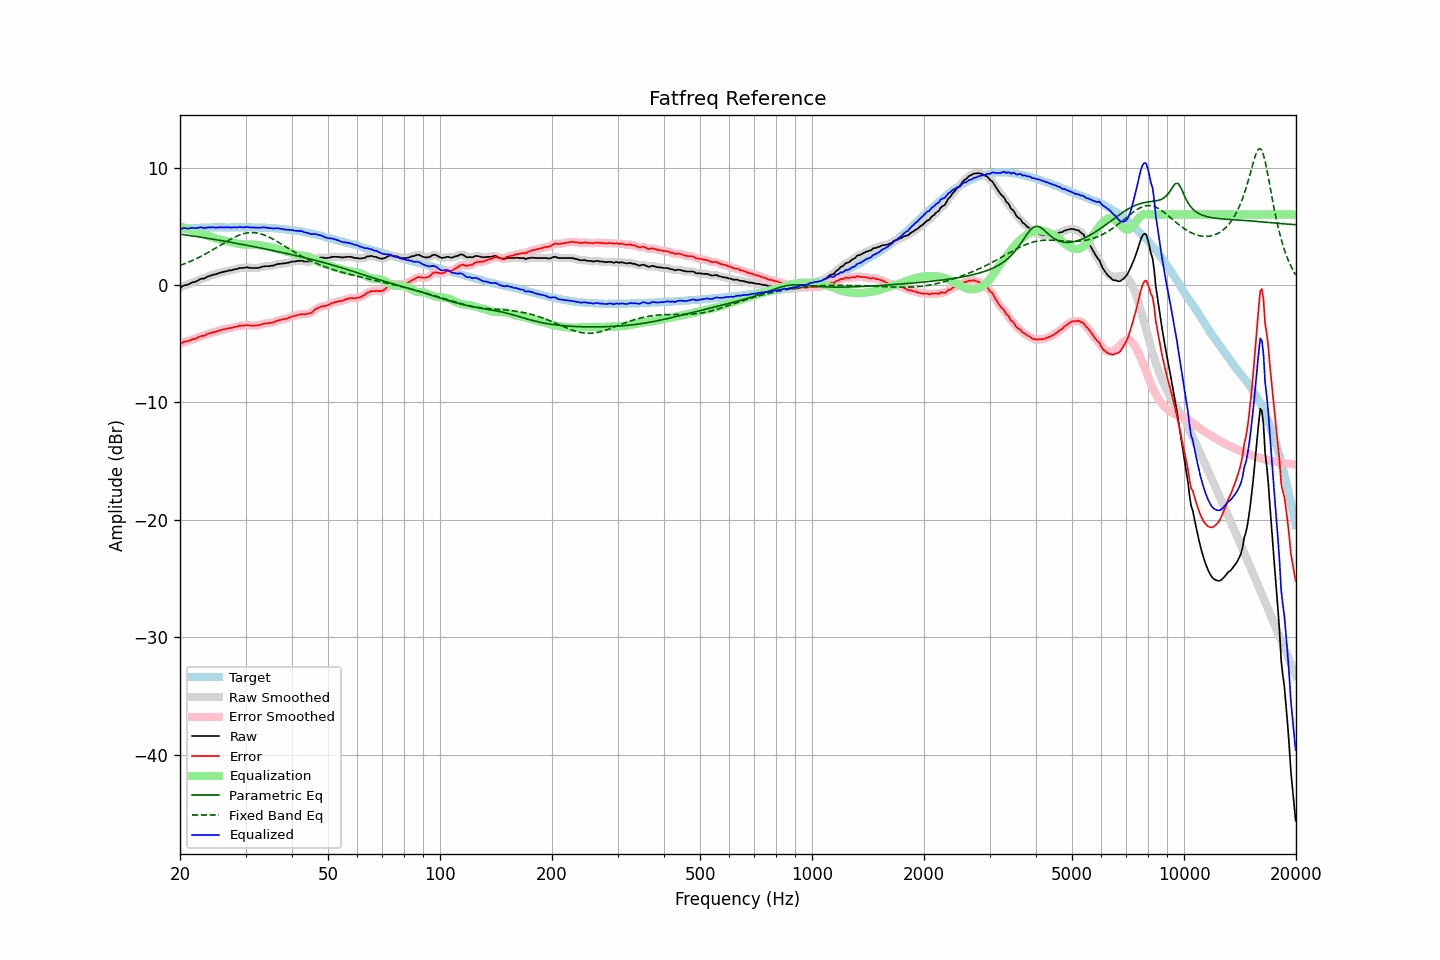 Fatfreq Reference
10
0
−10
−20
−30
−40
Amplitude (dBr)
Target
Raw Smoothed
Error Smoothed
Raw
Error
Equalization
Parametric Eq
Fixed Band Eq
Equalized
20 50 100 200 500 1000 2000 5000 10000 20000
Frequency (Hz)